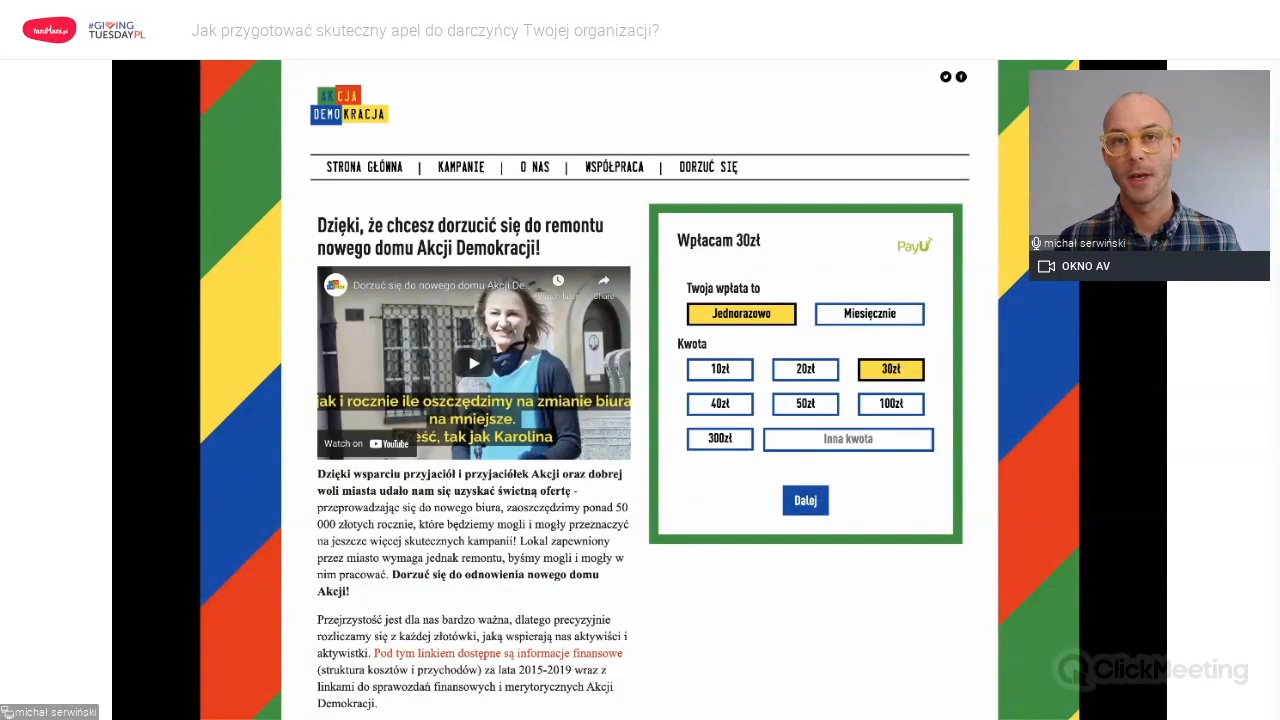 faniMani.pl
#GIVING
TUESDAYPL
Jak przygotować skuteczny apel do darczyńcy Twojej organizacji?
AKCJA
DEMOKRACJA
STRONA GŁÓWNA | KAMPANIE | O NAS | WSPÓŁPRACA | DORZUĆ SIĘ
Dzięki, że chcesz dorzucić się do remontu
nowego domu Akcji Demokracji!
Dorzuć się do nowego domu Akcji De...
Watch later
Share
jak i rocznie ile oszczędzimy na zmianie biura
na mniejsze.
tak jak Karolina
Watch on YouTube
Dzięki wsparciu przyjaciół i przyjaciółek Akcji oraz dobrej
woli miasta udało nam się uzyskać świetną ofertę -
przeprowadzając się do nowego biura, zaoszczędzimy ponad 50
000 złotych rocznie, które będziemy mogli i mogły przeznaczyć
na jeszcze więcej skutecznych kampanii! Lokal zapewniony
przez miasto wymaga jednak remontu, byśmy mogli i mogły w
nim pracować. Dorzuć się do odnowienia nowego domu
Akcji!
Przejrzystość jest dla nas bardzo ważna, dlatego precyzyjnie
rozliczamy się z każdej złotówki, jaką wspierają nas aktywiści i
aktywistki. Pod tym linkiem dostępne są informacje finansowe
(struktura kosztów i przychodów) za lata 2015-2019 wraz z
linkami do sprawozdań finansowych i merytorycznych Akcji
Demokracji.
Wpłacam 30zł
PayU
Twoja wpłata to
Jednorazowo
Miesięcznie
Kwota
10zł 20zł 30zł
40zł 50zł 100zł
300zł Inna kwota
Dalej
michał serwiński
OKNO AV
ClickMeeting
michał serwiński